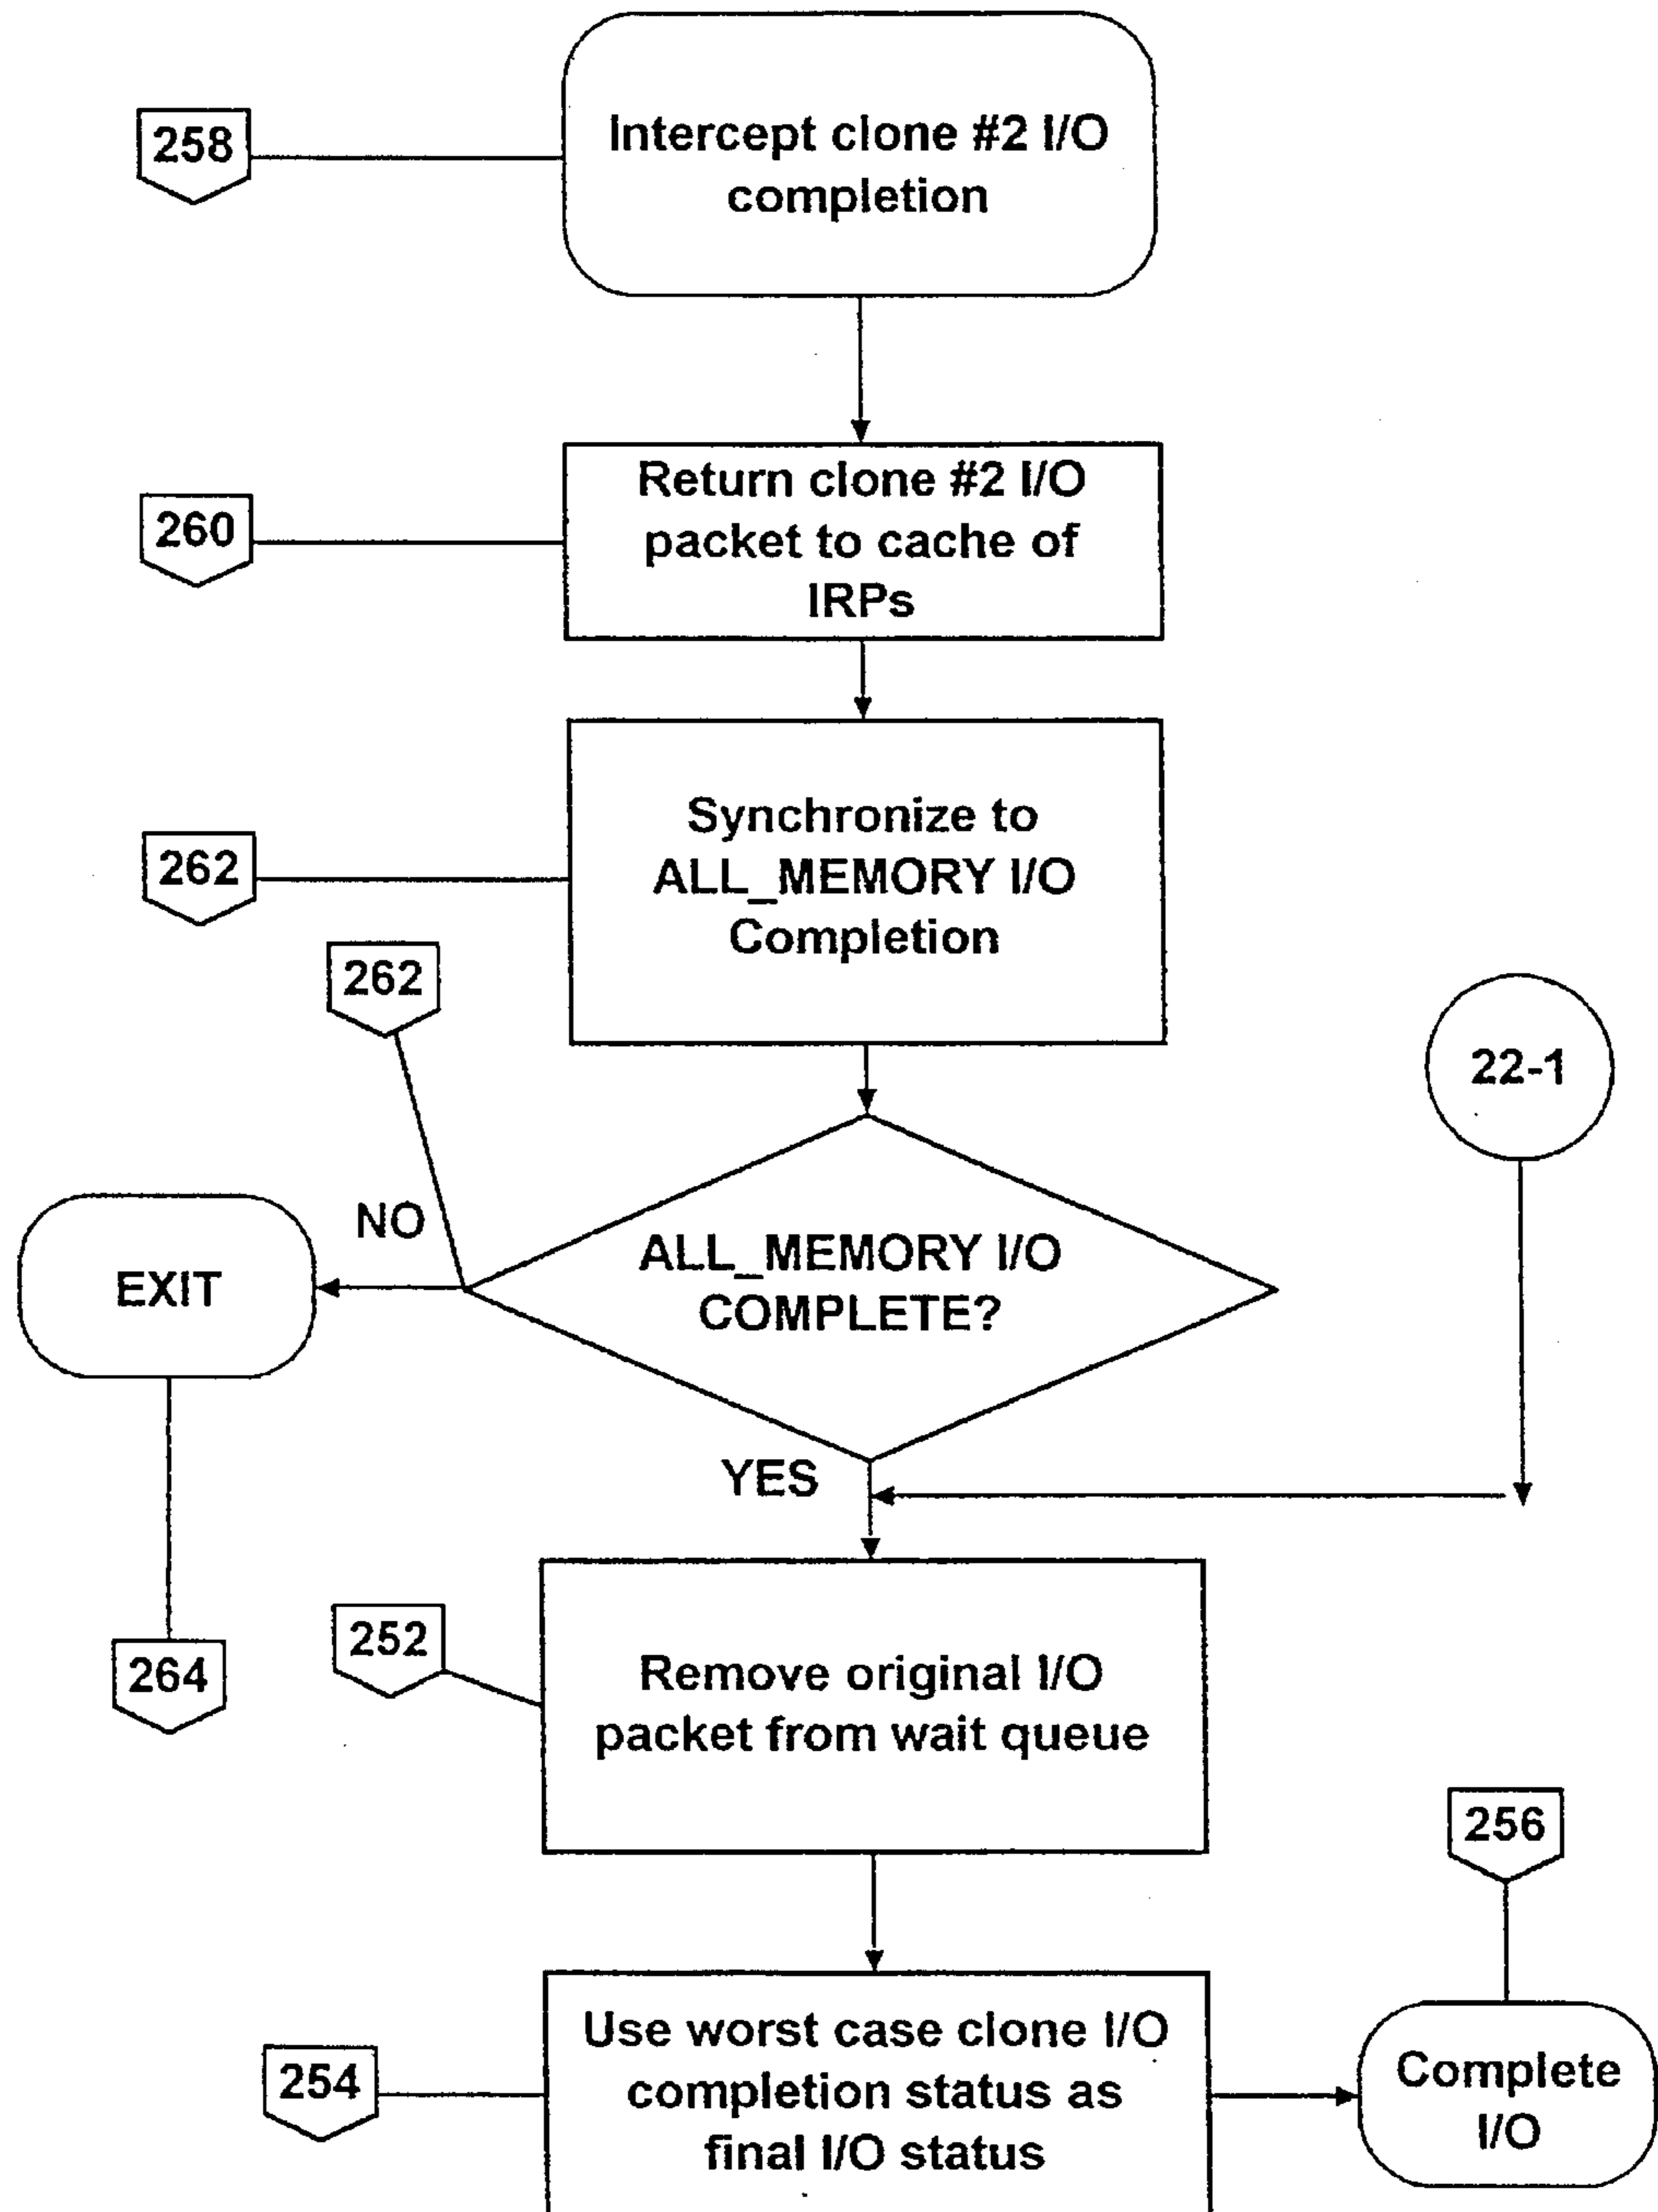 258
Intercept clone #2 I/O
completion
260
Return clone #2 I/O
packet to cache of
IRPs
262
Synchronize to
ALL_MEMORY I/O
Completion
262
22-1
NO
EXIT
ALL_MEMORY I/O
COMPLETE?
YES
264
252
Remove original I/O
packet from wait queue
256
254
Use worst case clone I/O
completion status as
final I/O status
Complete
I/O